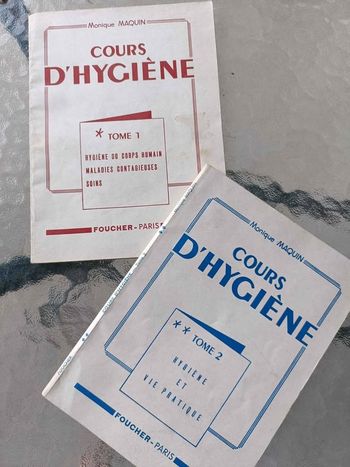 Monique MAQUIN
COURS
D'HYGIÈNE
* TOME 1
HYGIÈNE DU CORPS HUMAIN
MALADIES CONTAGIEUSES
SOINS
FOUCHER-PARIS
Monique MAQUIN
COURS
D'HYGIÈNE
** TOME 2
HYGIÈNE
ET
VIE PRATIQUE
FOUCHER-PARIS